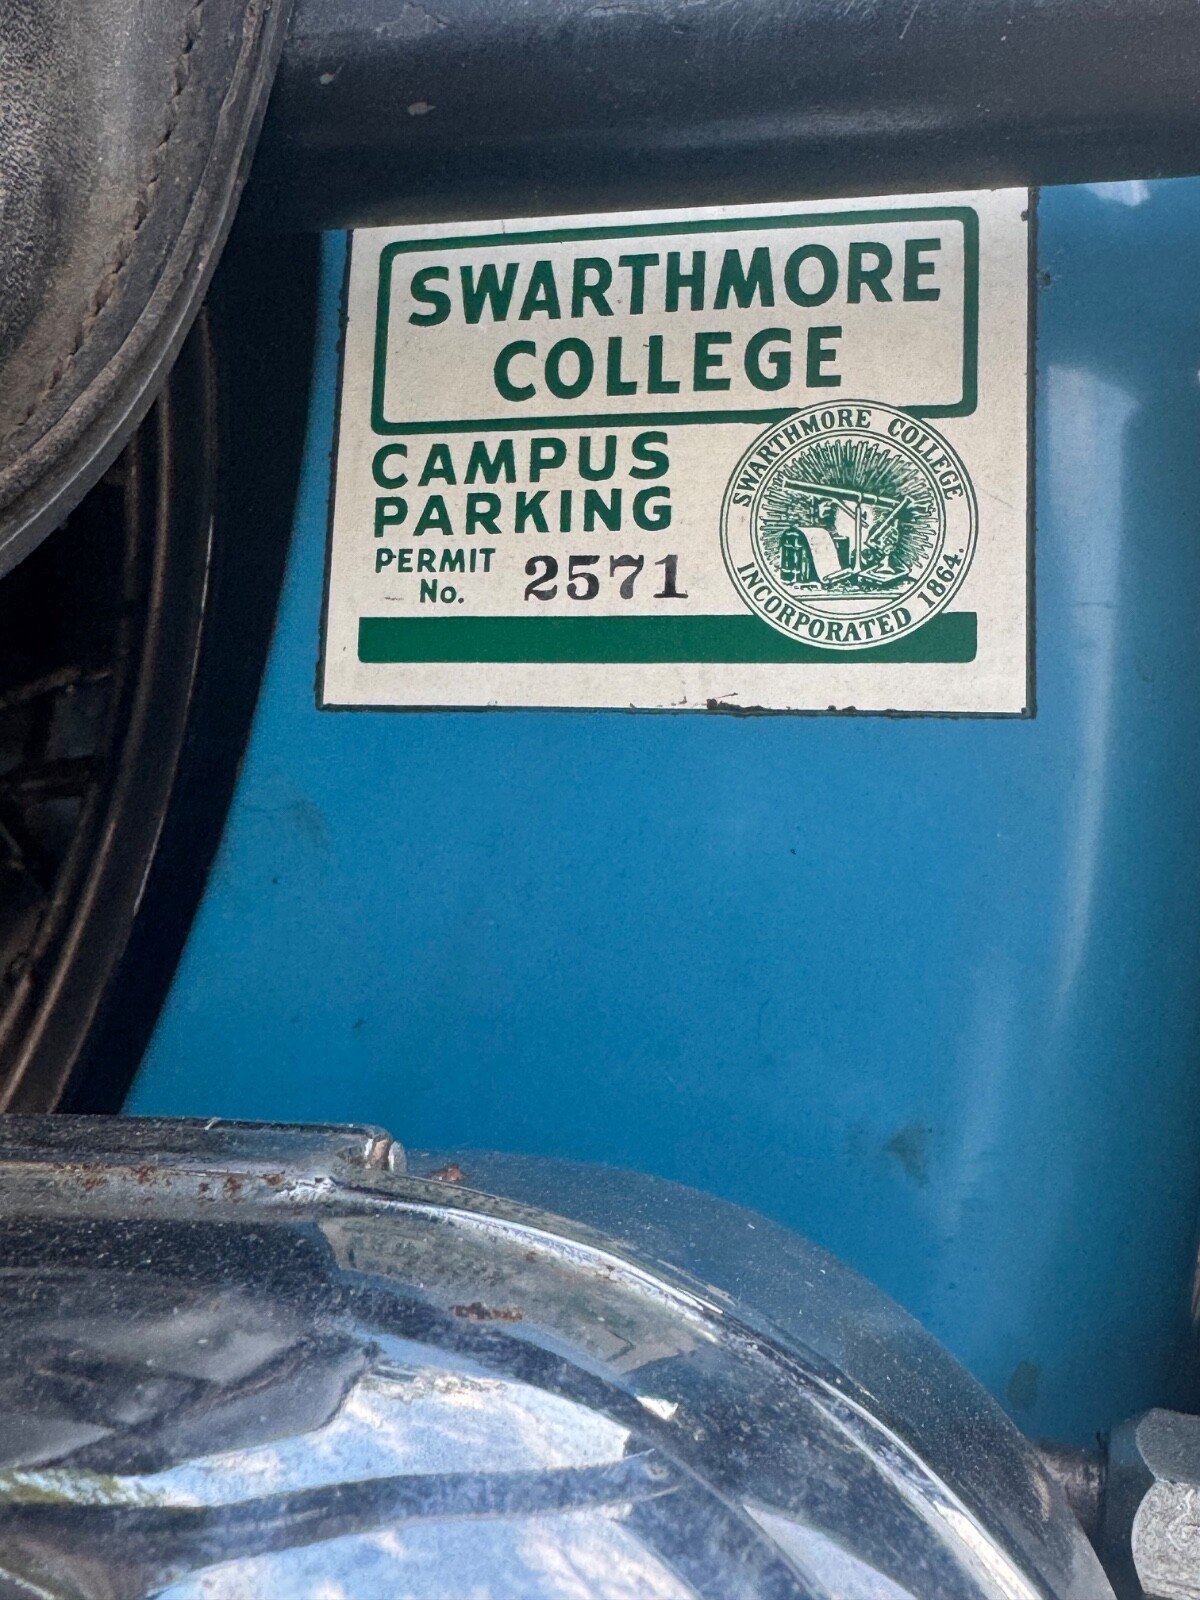 SWARTHMORE
COLLEGE
CAMPUS
PARKING
PERMIT
No. 2571
SWARTHMORE COLLEGE
INCORPORATED 1864.